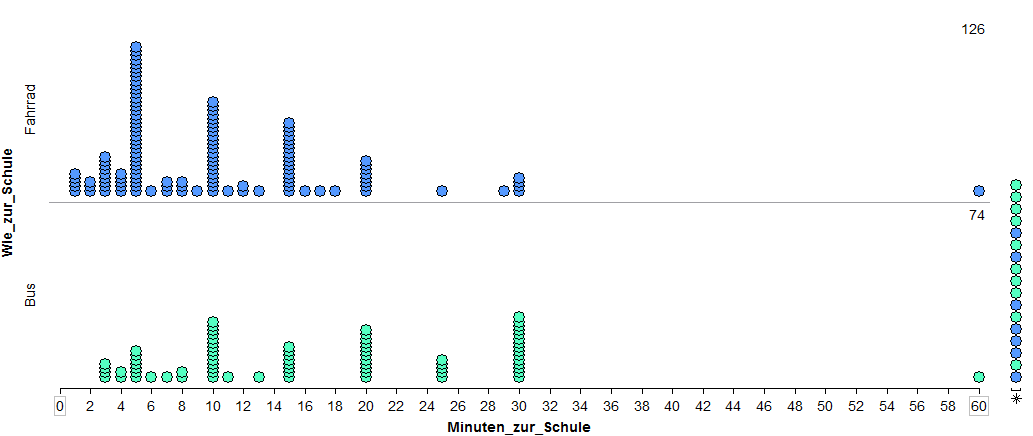 126
Fahrrad
Wie_zur_Schule
74
Bus
0 2 4 6 8 10 12 14 16 18 20 22 24 26 28 30 32 34 36 38 40 42 44 46 48 50 52 54 56 58 60
Minuten_zur_Schule